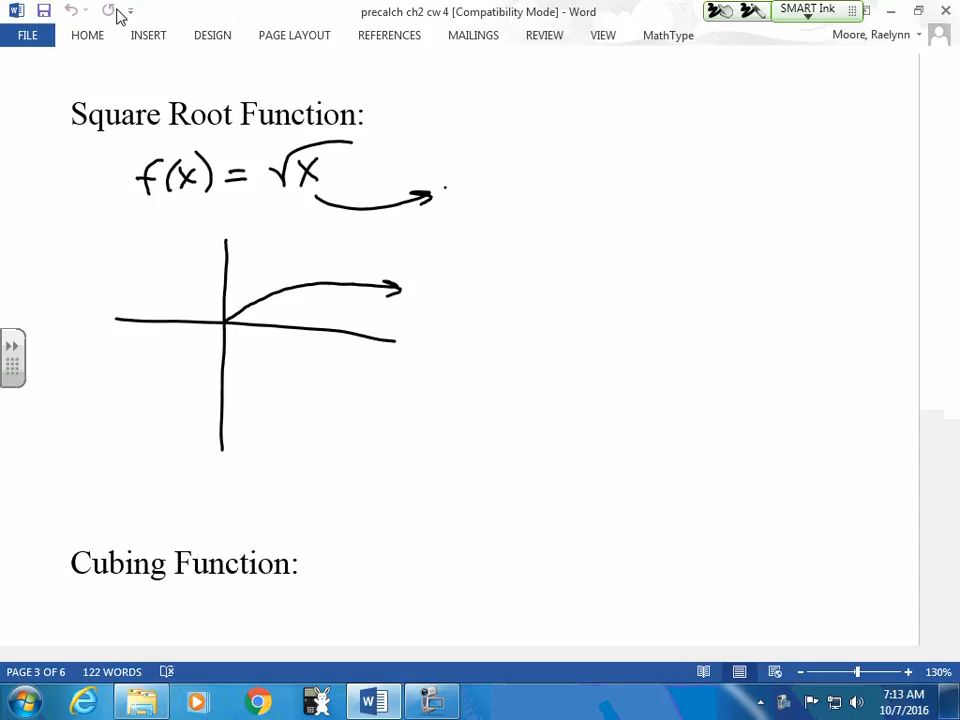 precalch ch2 cw 4 [Compatibility Mode] - Word
SMART Ink
FILE HOME INSERT DESIGN PAGE LAYOUT REFERENCES MAILINGS REVIEW VIEW MathType Moore, Raelynn
Square Root Function:
f(x) = √x
Cubing Function:
PAGE 3 OF 6 122 WORDS 130%
7:13 AM
10/7/2016